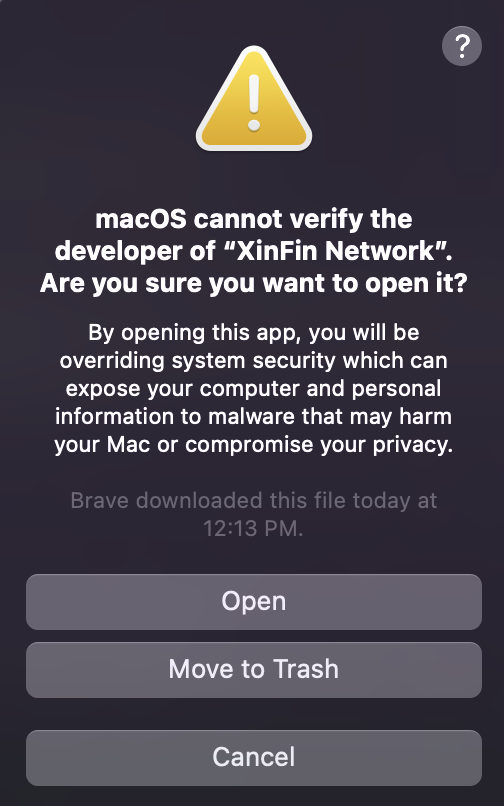 ?
macOS cannot verify the
developer of “XinFin Network”.
Are you sure you want to open it?
By opening this app, you will be
overriding system security which can
expose your computer and personal
information to malware that may harm
your Mac or compromise your privacy.
Brave downloaded this file today at
12:13 PM.
Open
Move to Trash
Cancel